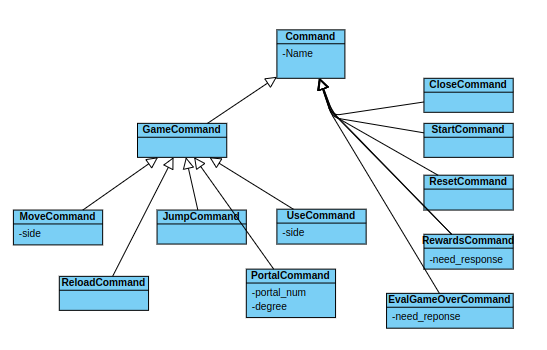 Command
-Name
CloseCommand
GameCommand
StartCommand
ResetCommand
MoveCommand
-side
JumpCommand
UseCommand
-side
RewardsCommand
-need_response
ReloadCommand
PortalCommand
-portal_num
-degree
EvalGameOverCommand
-need_reponse